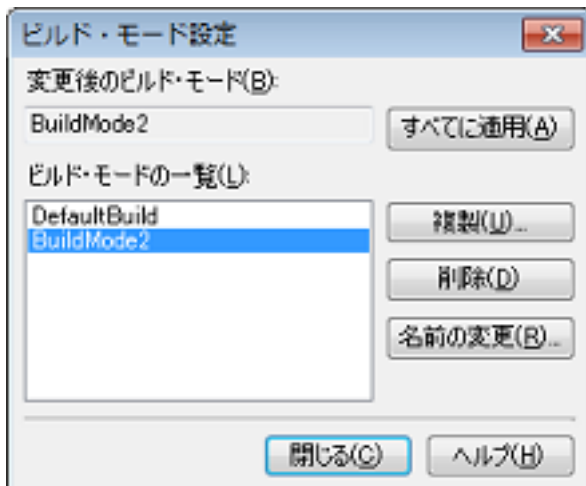 ビルド・モード設定
変更後のビルド・モード(B):
BuildMode2
すべてに適用(A)
ビルド・モードの一覧(L):
DefaultBuild
BuildMode2
複製(U)...
削除(D)
名前の変更(R)...
閉じる(C)
ヘルプ(H)